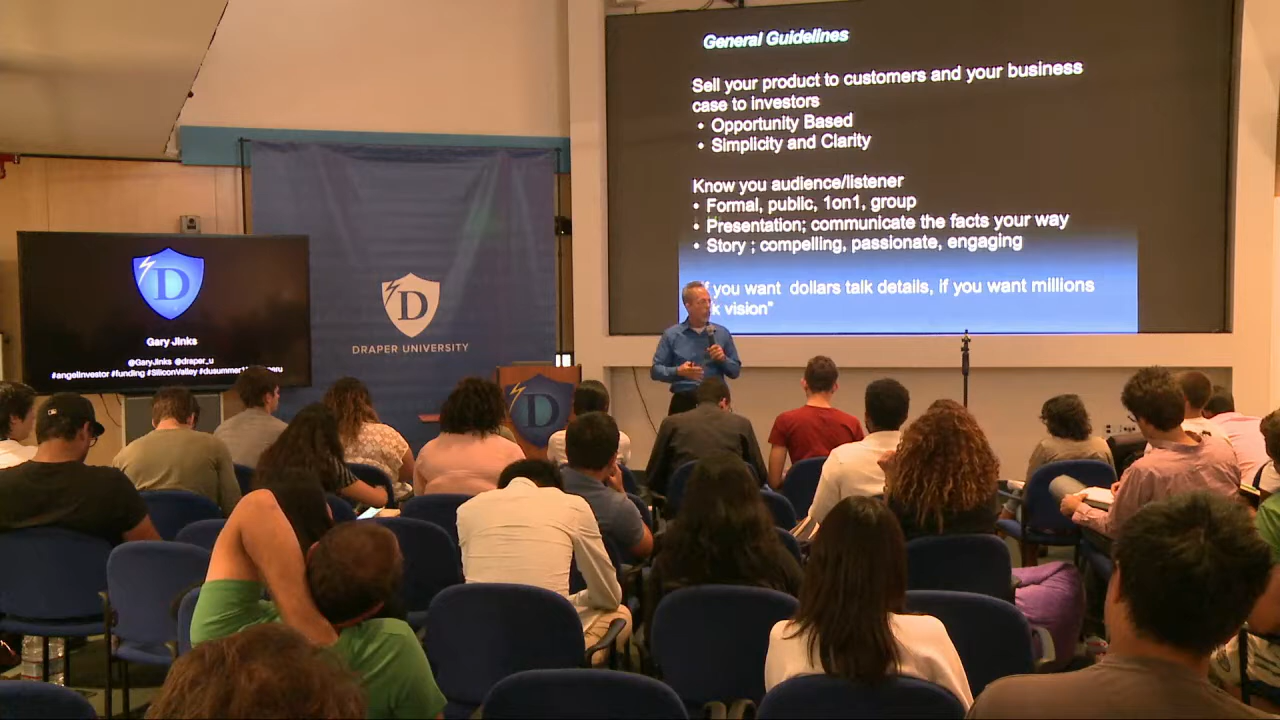 General Guidelines
Sell your product to customers and your business
case to investors
• Opportunity Based
• Simplicity and Clarity
Know you audience/listener
• Formal, public, 1on1, group
• Presentation; communicate the facts your way
• Story ; compelling, passionate, engaging
you want dollars talk details, if you want millions
vision"
D
Gary Jinks
@GaryJinks @draper_u
#angelinvestor #funding #SiliconValley
D
DRAPER UNIVERSITY
D